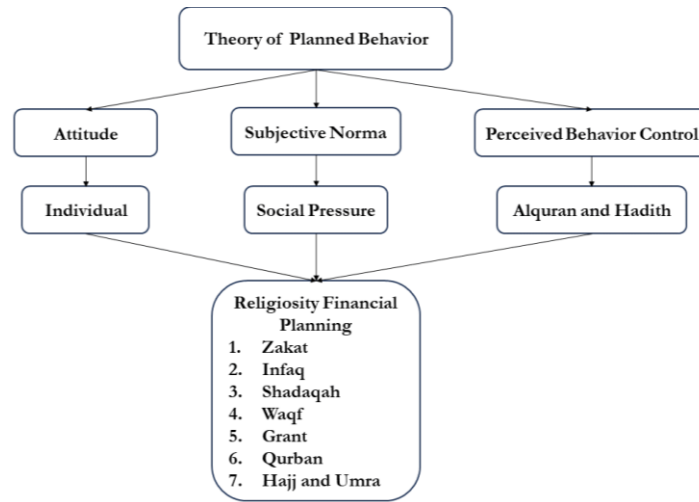 Theory of Planned Behavior
Attitude
Subjective Norma
Perceived Behavior Control
Individual
Social Pressure
Alquran and Hadith
Religiosity Financial
Planning
1. Zakat
2. Infaq
3. Shadaqah
4. Waqf
5. Grant
6. Qurban
7. Hajj and Umra